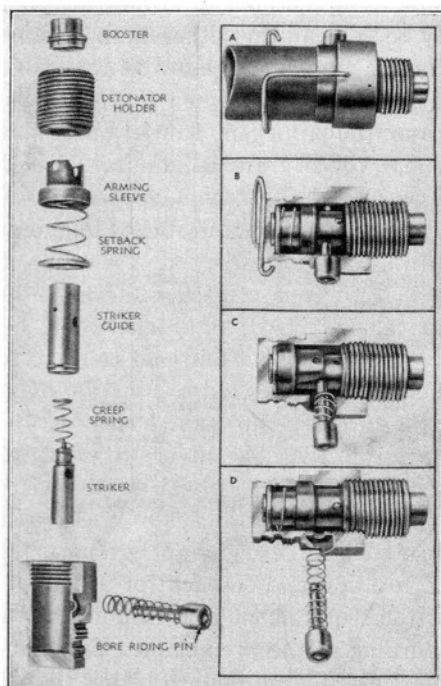 BOOSTER
DETONATOR
HOLDER
ARMING
SLEEVE
SETBACK
SPRING
STRIKER
GUIDE
CREEP
SPRING
STRIKER
BORE RIDING PIN
A
B
C
D